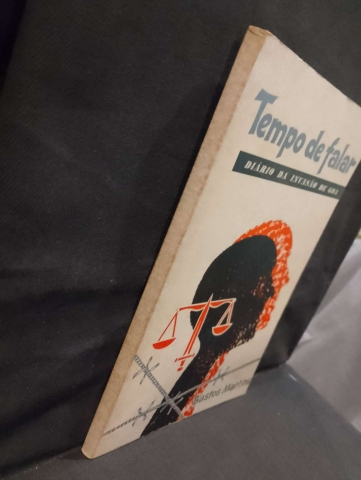 Tempo de falar
DIÁRIO DA INVASÃO DE GOA
Bastos Martins